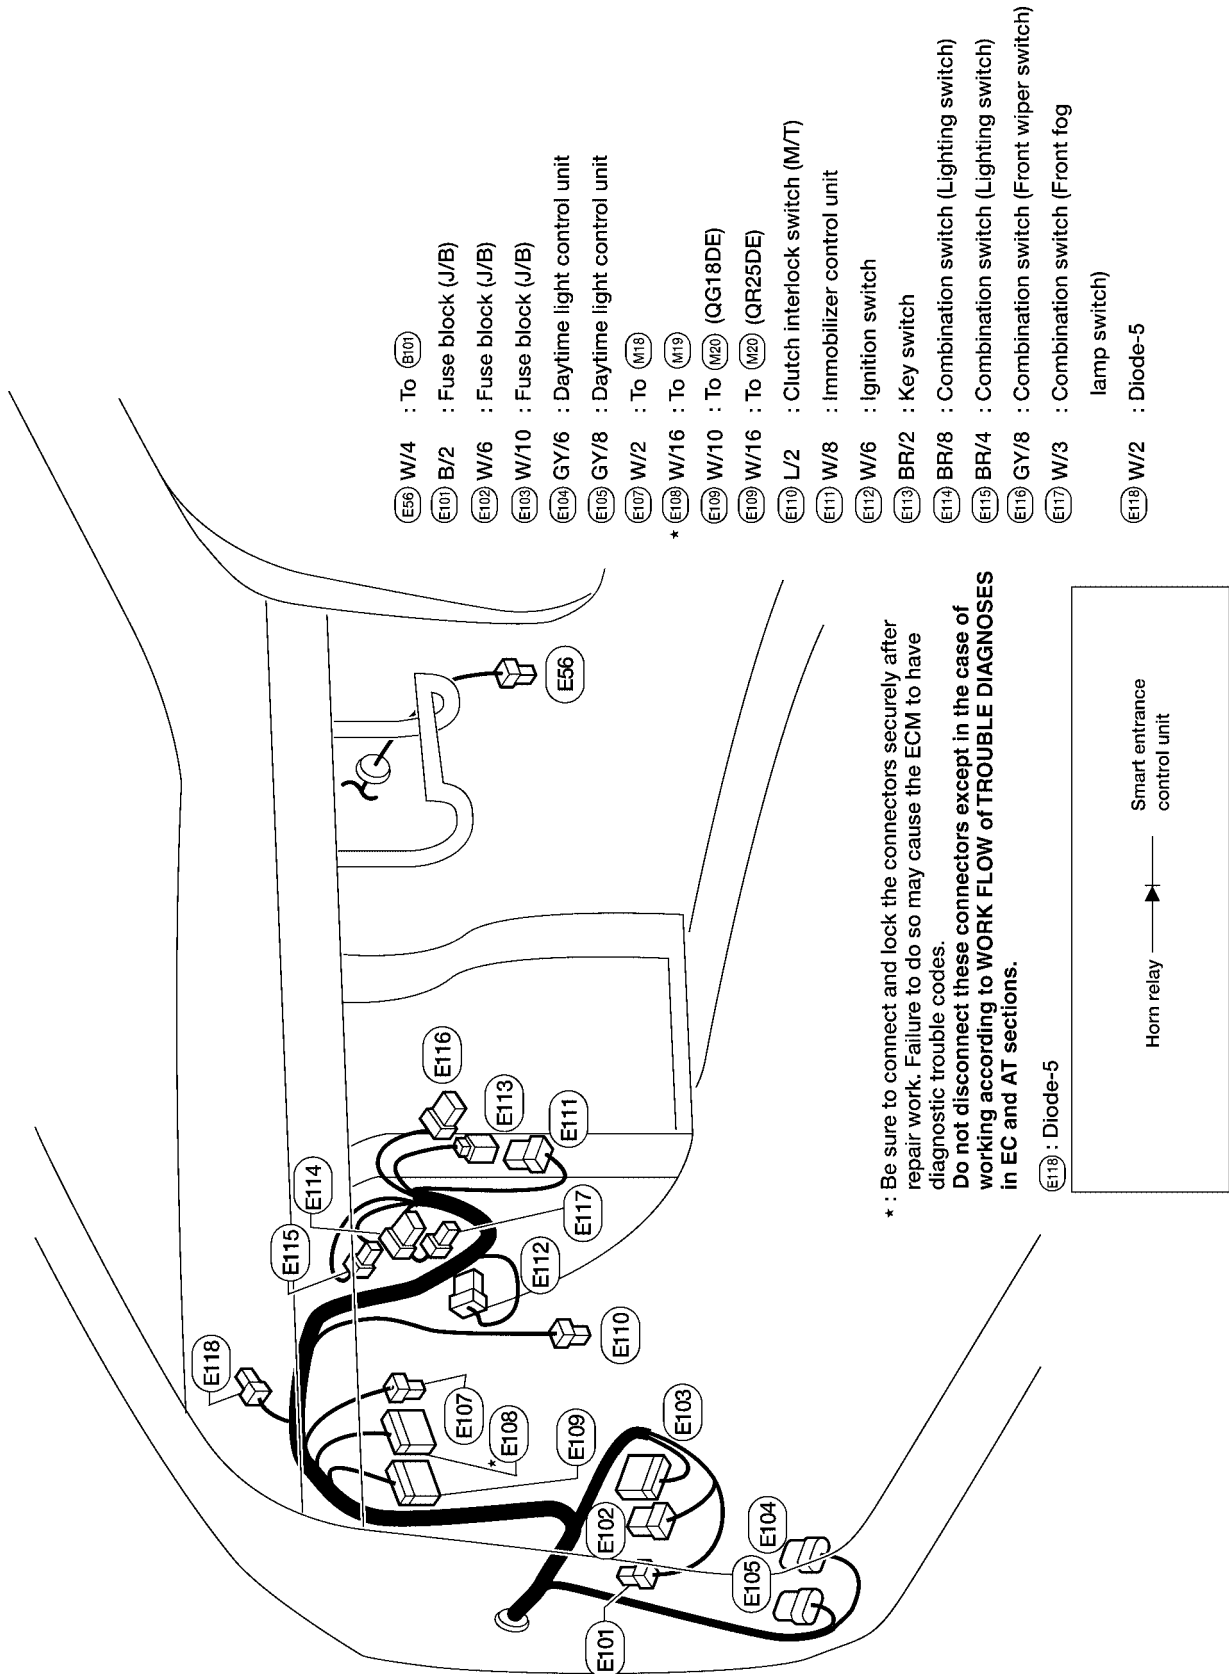 E118
E115
E114
E116
E113
E111
E117
E112
E110
E107
★ E108
E109
E103
E102
E101
E105
E104
E56
E56 W/4 : To B101
E101 B/2 : Fuse block (J/B)
E102 W/6 : Fuse block (J/B)
E103 W/10 : Fuse block (J/B)
E104 GY/6 : Daytime light control unit
E105 GY/8 : Daytime light control unit
E107 W/2 : To M18
★ E108 W/16 : To M19
E109 W/10 : To M20 (QG18DE)
E109 W/16 : To M20 (QR25DE)
E110 L/2 : Clutch interlock switch (M/T)
E111 W/8 : Immobilizer control unit
E112 W/6 : Ignition switch
E113 BR/2 : Key switch
E114 BR/8 : Combination switch (Lighting switch)
E115 BR/4 : Combination switch (Lighting switch)
E116 GY/8 : Combination switch (Front wiper switch)
E117 W/3 : Combination switch (Front fog
lamp switch)
E118 W/2 : Diode-5
★ : Be sure to connect and lock the connectors securely after
repair work. Failure to do so may cause the ECM to have
diagnostic trouble codes.
Do not disconnect these connectors except in the case of
working according to WORK FLOW of TROUBLE DIAGNOSES
in EC and AT sections.
E118 : Diode-5
Horn relay
Smart entrance
control unit